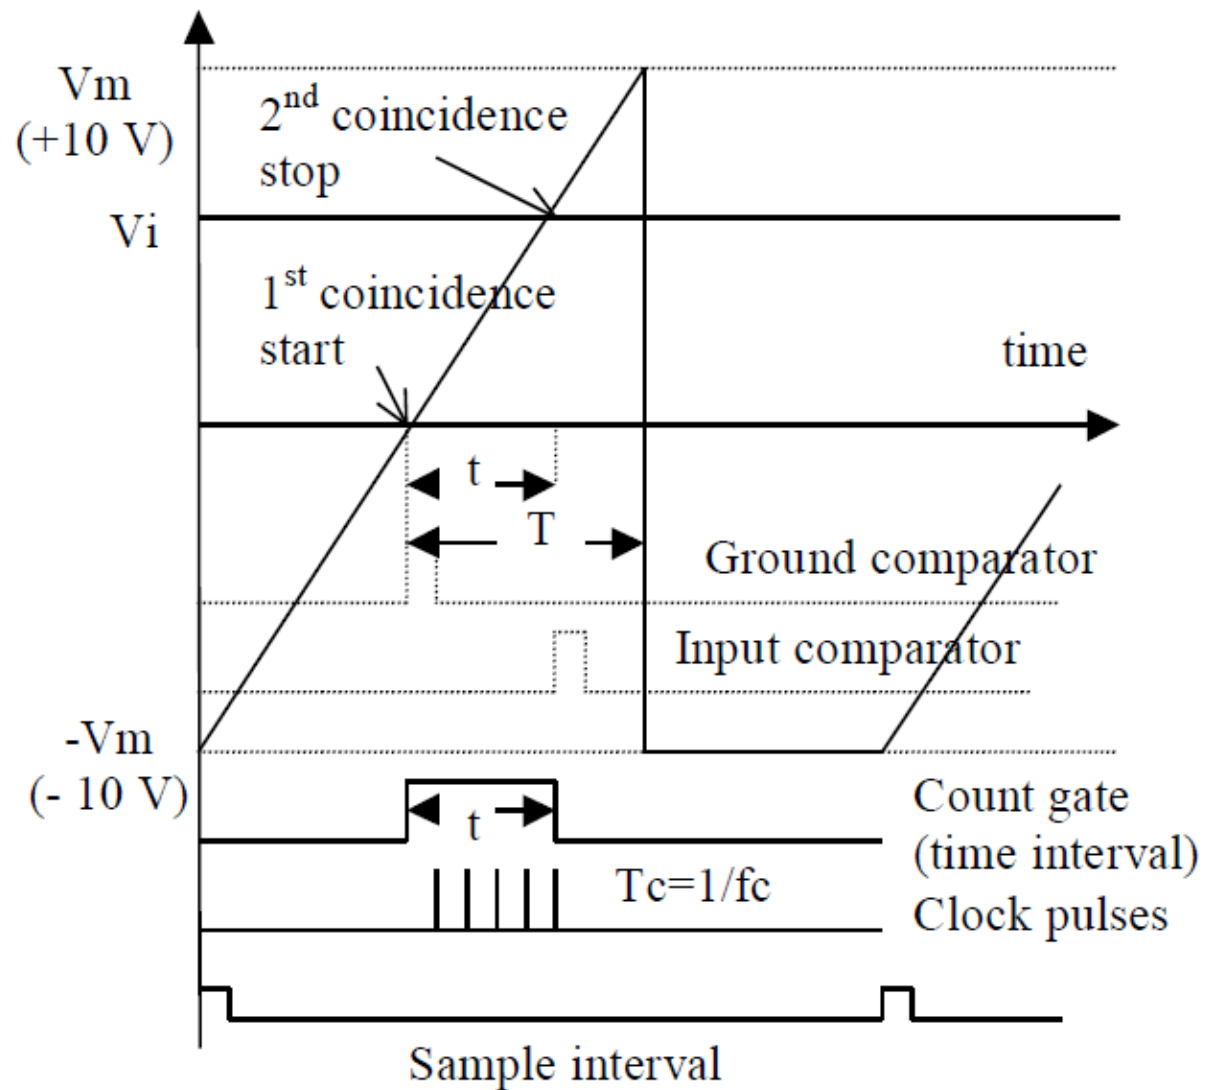 Vm
(+10 V)
2nd coincidence
stop
Vi
1st coincidence
start
time
t
T
Ground comparator
Input comparator
-Vm
(- 10 V)
t
Count gate
(time interval)
Tc=1/fc
Clock pulses
Sample interval